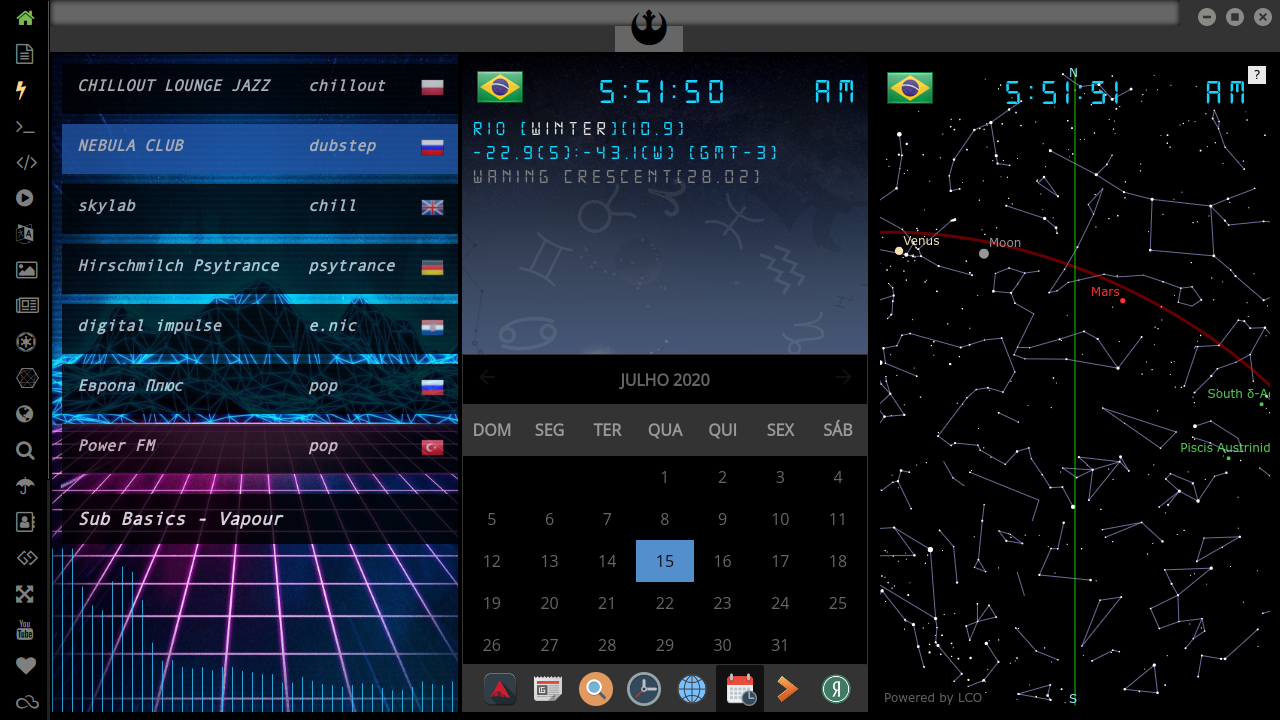 CHILLOUT LOUNGE JAZZ chillout
NEBULA CLUB dubstep
skylab chill
Hirschmilch Psytrance psytrance
digital impulse e.nic
Европа Плюс pop
Power FM pop
Sub Basics - Vapour
5:51:50 AM
RIO [WINTER][10.9]
-22.9(S):-43.1(W) [GMT-3]
WANING CRESCENT[28.02]
JULHO 2020
DOM SEG TER QUA QUI SEX SÁB
1 2 3 4
5 6 7 8 9 10 11
12 13 14 15 16 17 18
19 20 21 22 23 24 25
26 27 28 29 30 31
N
?
5:51:51 AM
Venus
Moon
Mars
South δ-A
Piscis Austrinid
Powered by LCO
S
You
Tube